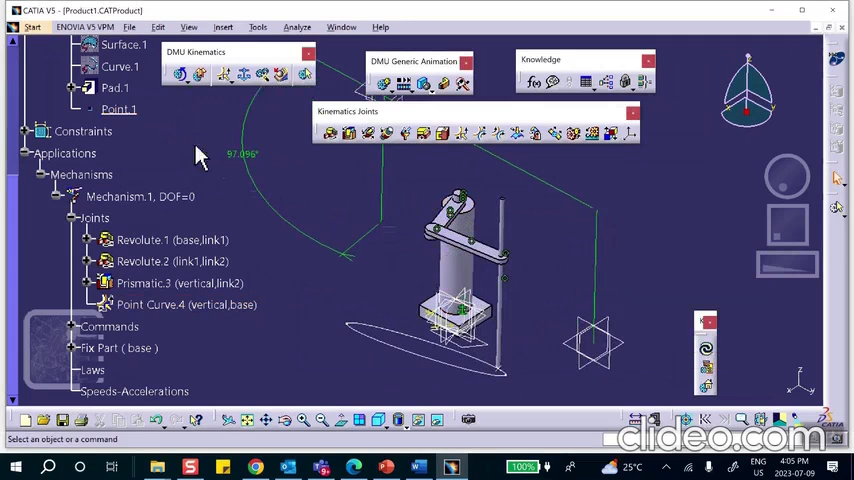 CATIA V5 - [Product1.CATProduct]
Start ENOVIA V5 VPM File Edit View Insert Tools Analyze Window Help
Surface.1
DMU Kinematics
DMU Generic Animation
Knowledge
Curve.1
Pad.1
Point.1
Kinematics Joints
Constraints
Applications
97.096°
Mechanisms
Mechanism.1, DOF=0
Joints
Revolute.1 (base,link1)
Revolute.2 (link1,link2)
Prismatic.3 (vertical,link2)
Point Curve.4 (vertical,base)
Commands
Fix Part ( base )
Laws
Speeds-Accelerations
z
x
y
Select an object or a command
clideo.com
CATIA
100%
25°C
ENG
US
4:05 PM
2023-07-09